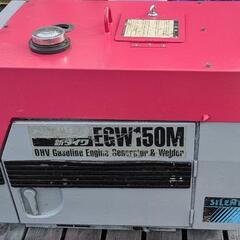 新ダイワ EGW150M
OHV Gasoline Engine Generator & Welder
SILENT